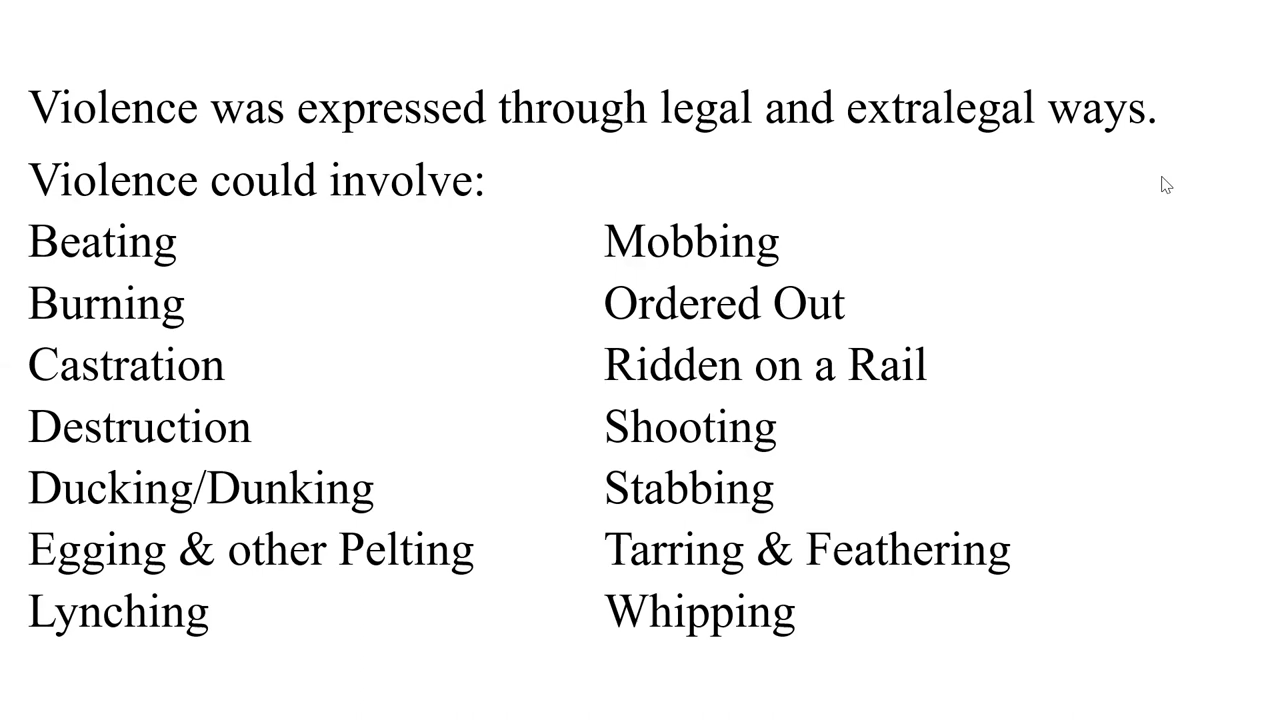 Violence was expressed through legal and extralegal ways.
Violence could involve:
Beating
Burning
Castration
Destruction
Ducking/Dunking
Egging & other Pelting
Lynching
Mobbing
Ordered Out
Ridden on a Rail
Shooting
Stabbing
Tarring & Feathering
Whipping